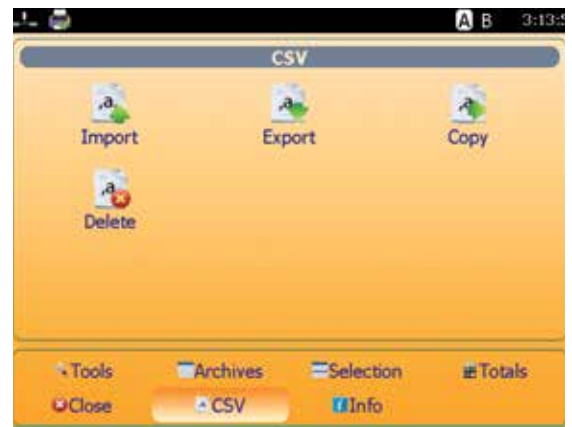 A B 3:13:5
CSV
Import Export Copy
Delete
Tools Archives Selection Totals
Close CSV Info